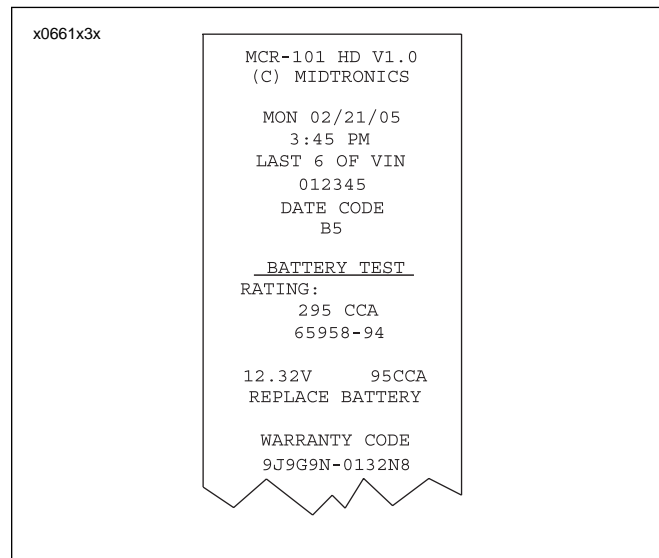 x0661x3x
MCR-101 HD V1.0
(C) MIDTRONICS
MON 02/21/05
3:45 PM
LAST 6 OF VIN
012345
DATE CODE
B5
BATTERY TEST
RATING:
295 CCA
65958-94
12.32V 95CCA
REPLACE BATTERY
WARRANTY CODE
9J9G9N-0132N8